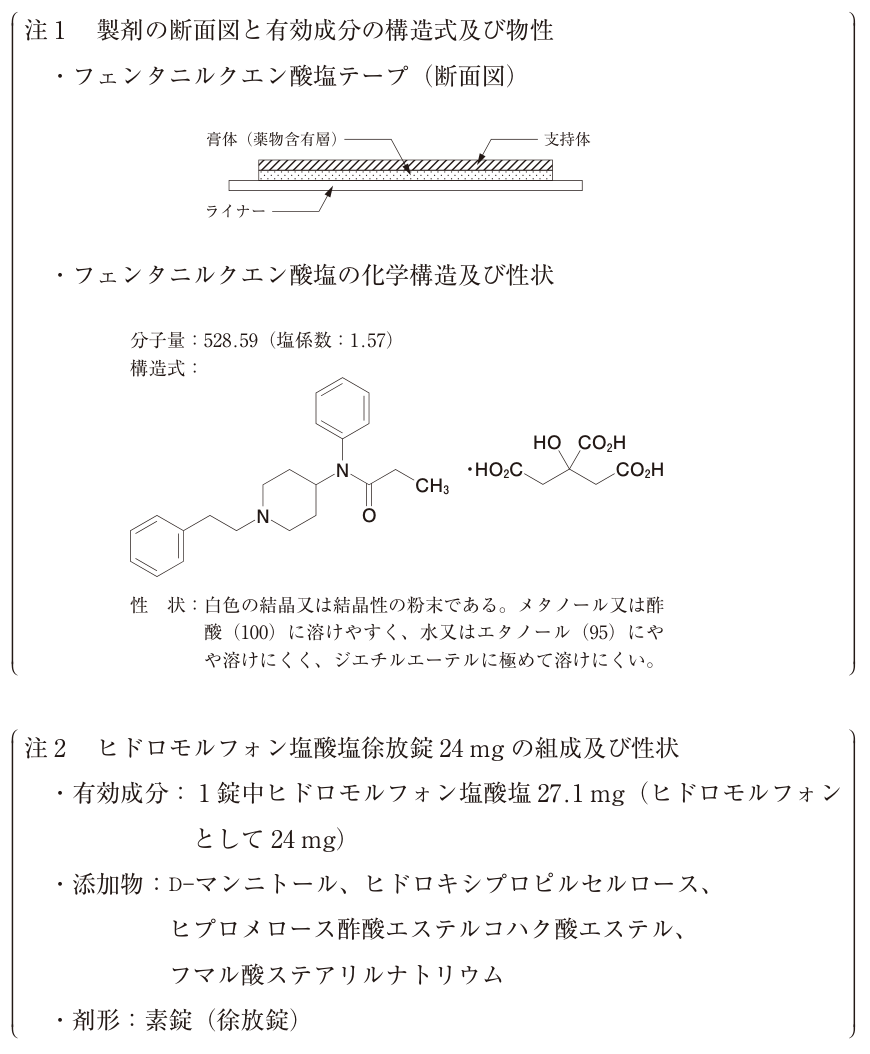 注1　製剤の断面図と有効成分の構造式及び物性
・フェンタニルクエン酸塩テープ（断面図）
膏体（薬物含有層）
支持体
ライナー
・フェンタニルクエン酸塩の化学構造及び性状
分子量：528.59（塩係数：1.57）
構造式：
N
CH3
O
N
HO CO2H
・HO2C CO2H
性　状：白色の結晶又は結晶性の粉末である。メタノール又は酢
酸（100）に溶けやすく、水又はエタノール（95）にや
や溶けにくく、ジエチルエーテルに極めて溶けにくい。
注2　ヒドロモルフォン塩酸塩徐放錠24 mgの組成及び性状
・有効成分：1錠中ヒドロモルフォン塩酸塩27.1 mg（ヒドロモルフォン
として24 mg）
・添加物：D-マンニトール、ヒドロキシプロピルセルロース、
ヒプロメロース酢酸エステルコハク酸エステル、
フマル酸ステアリルナトリウム
・剤形：素錠（徐放錠）